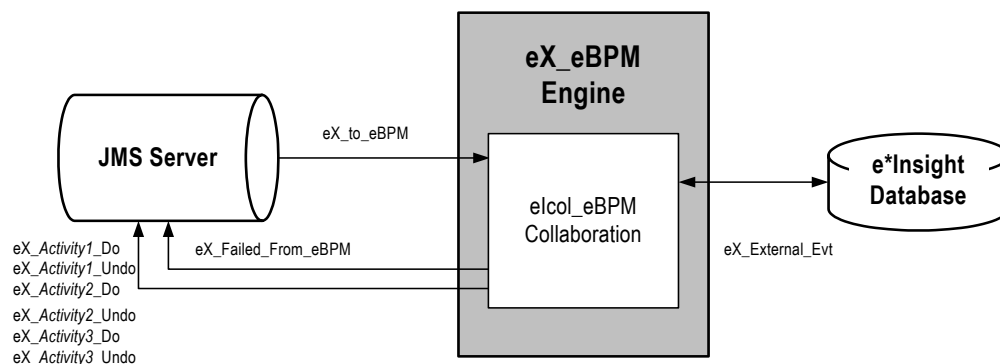 eX_eBPM
Engine
JMS Server
eX_to_eBPM
eIcol_eBPM
Collaboration
e*Insight
Database
eX_External_Evt
eX_Failed_From_eBPM
eX_Activity1_Do
eX_Activity1_Undo
eX_Activity2_Do
eX_Activity2_Undo
eX_Activity3_Do
eX_Activity3_Undo